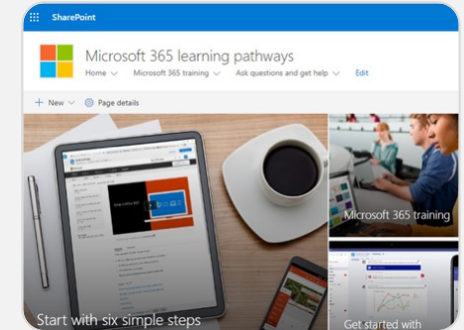 SharePoint
Microsoft 365 learning pathways
Home Microsoft 365 training Ask questions and get help Edit
+ New Page details
Microsoft 365 training
Start with six simple steps
Get started with